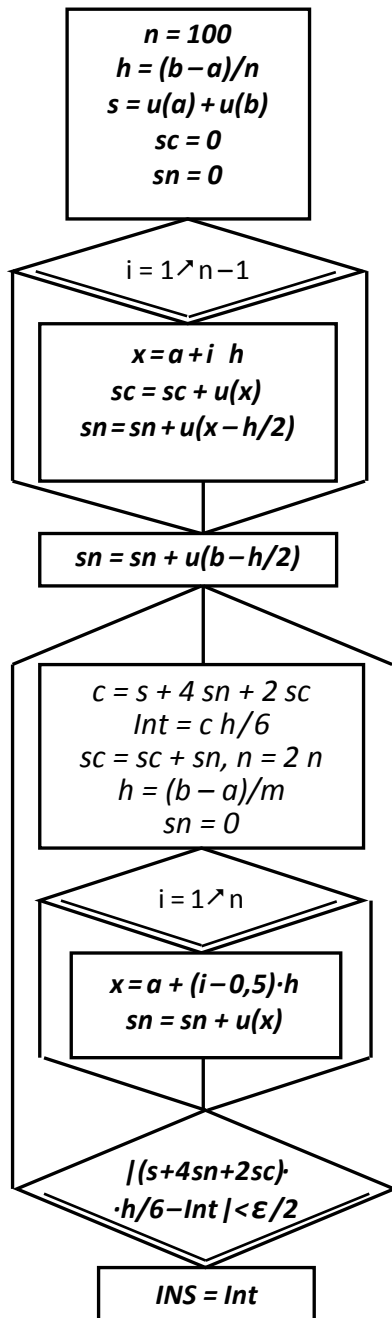 n = 100
h = (b – a)/n
s = u(a) + u(b)
sc = 0
sn = 0
i = 1↗n–1
x = a + i h
sc = sc + u(x)
sn = sn + u(x – h/2)
sn = sn + u(b – h/2)
c = s + 4 sn + 2 sc
Int = c h/6
sc = sc + sn, n = 2 n
h = (b – a)/m
sn = 0
i = 1↗n
x = a + (i – 0,5)·h
sn = sn + u(x)
|(s+4sn+2sc)·
·h/6–Int|<ε/2
INS = Int